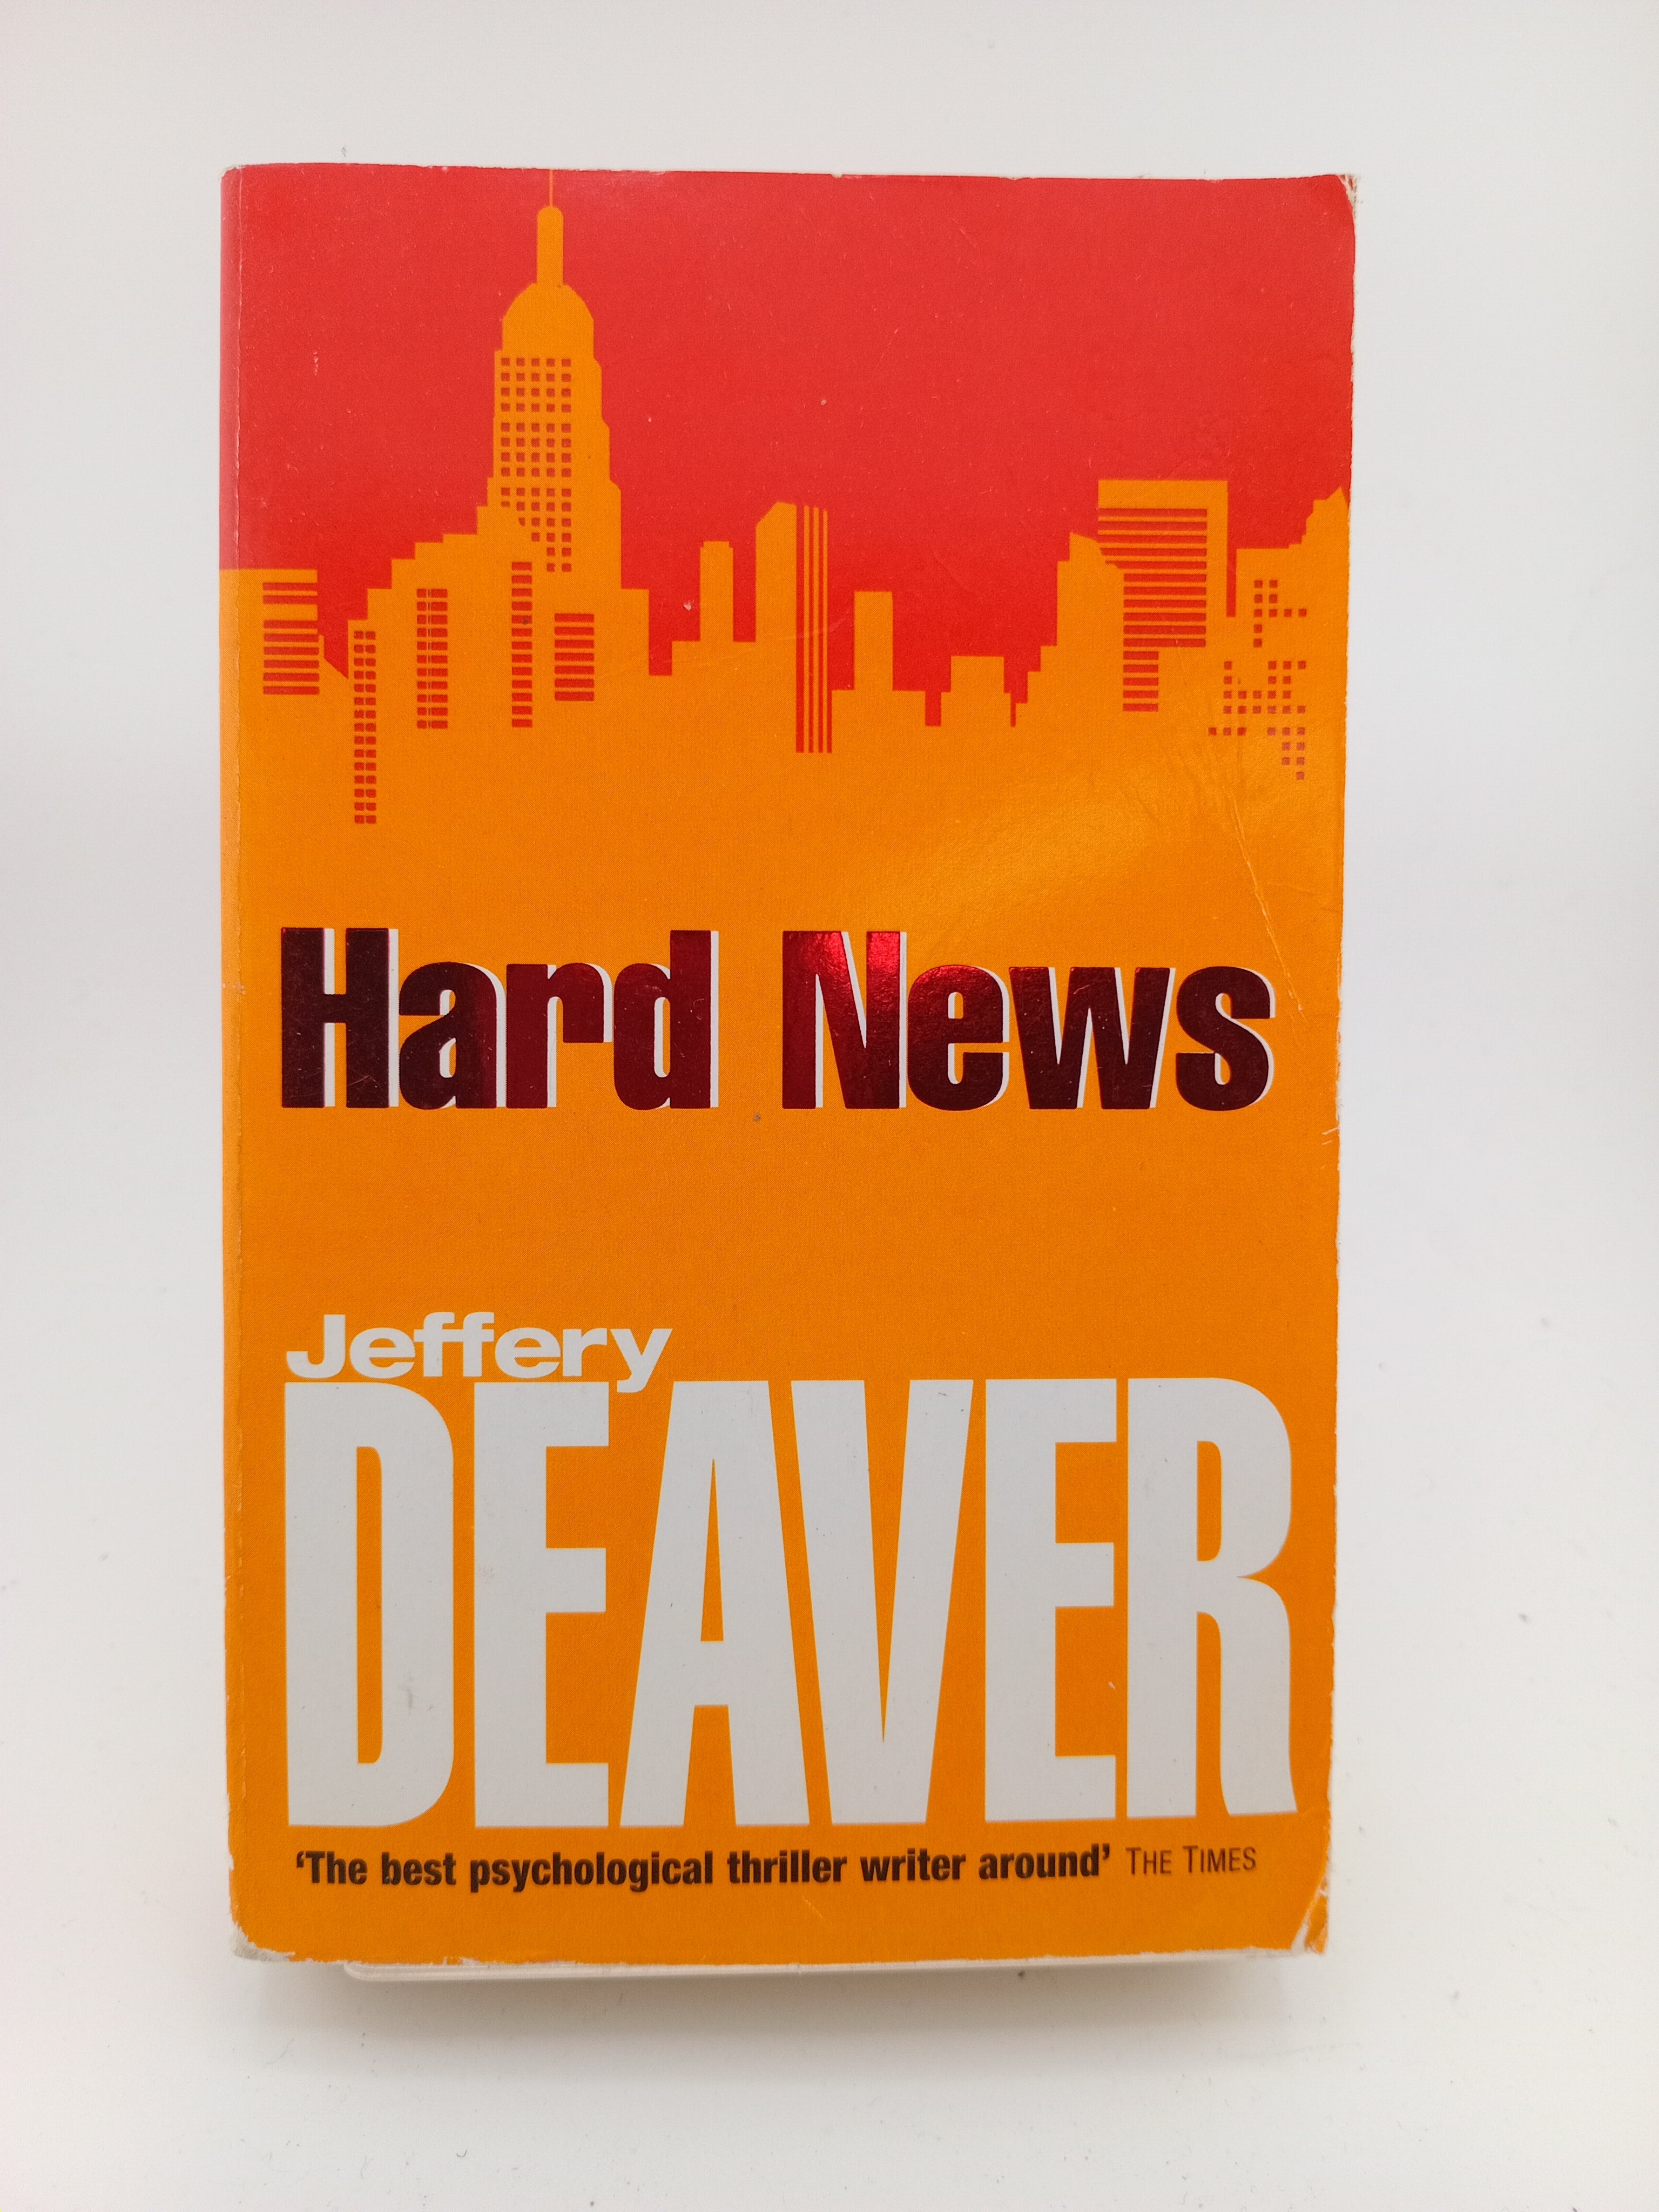 Hard News
Jeffery
DEAVER
‘The best psychological thriller writer around’ THE TIMES